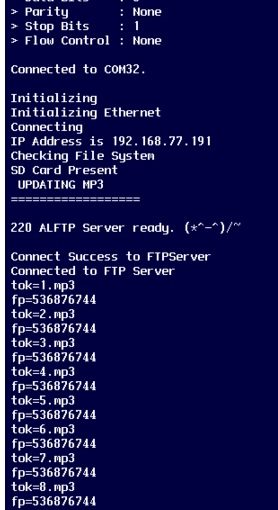 > Parity : None
> Stop Bits : 1
> Flow Control : None
Connected to COM32.
Initializing
Initializing Ethernet
Connecting
IP Address is 192.168.77.191
Checking File System
SD Card Present
UPDATING MP3
==================
220 ALFTP Server ready. (*^-^)/~
Connect Success to FTPServer
Connected to FTP Server
tok=1.mp3
fp=536876744
tok=2.mp3
fp=536876744
tok=3.mp3
fp=536876744
tok=4.mp3
fp=536876744
tok=5.mp3
fp=536876744
tok=6.mp3
fp=536876744
tok=7.mp3
fp=536876744
tok=8.mp3
fp=536876744